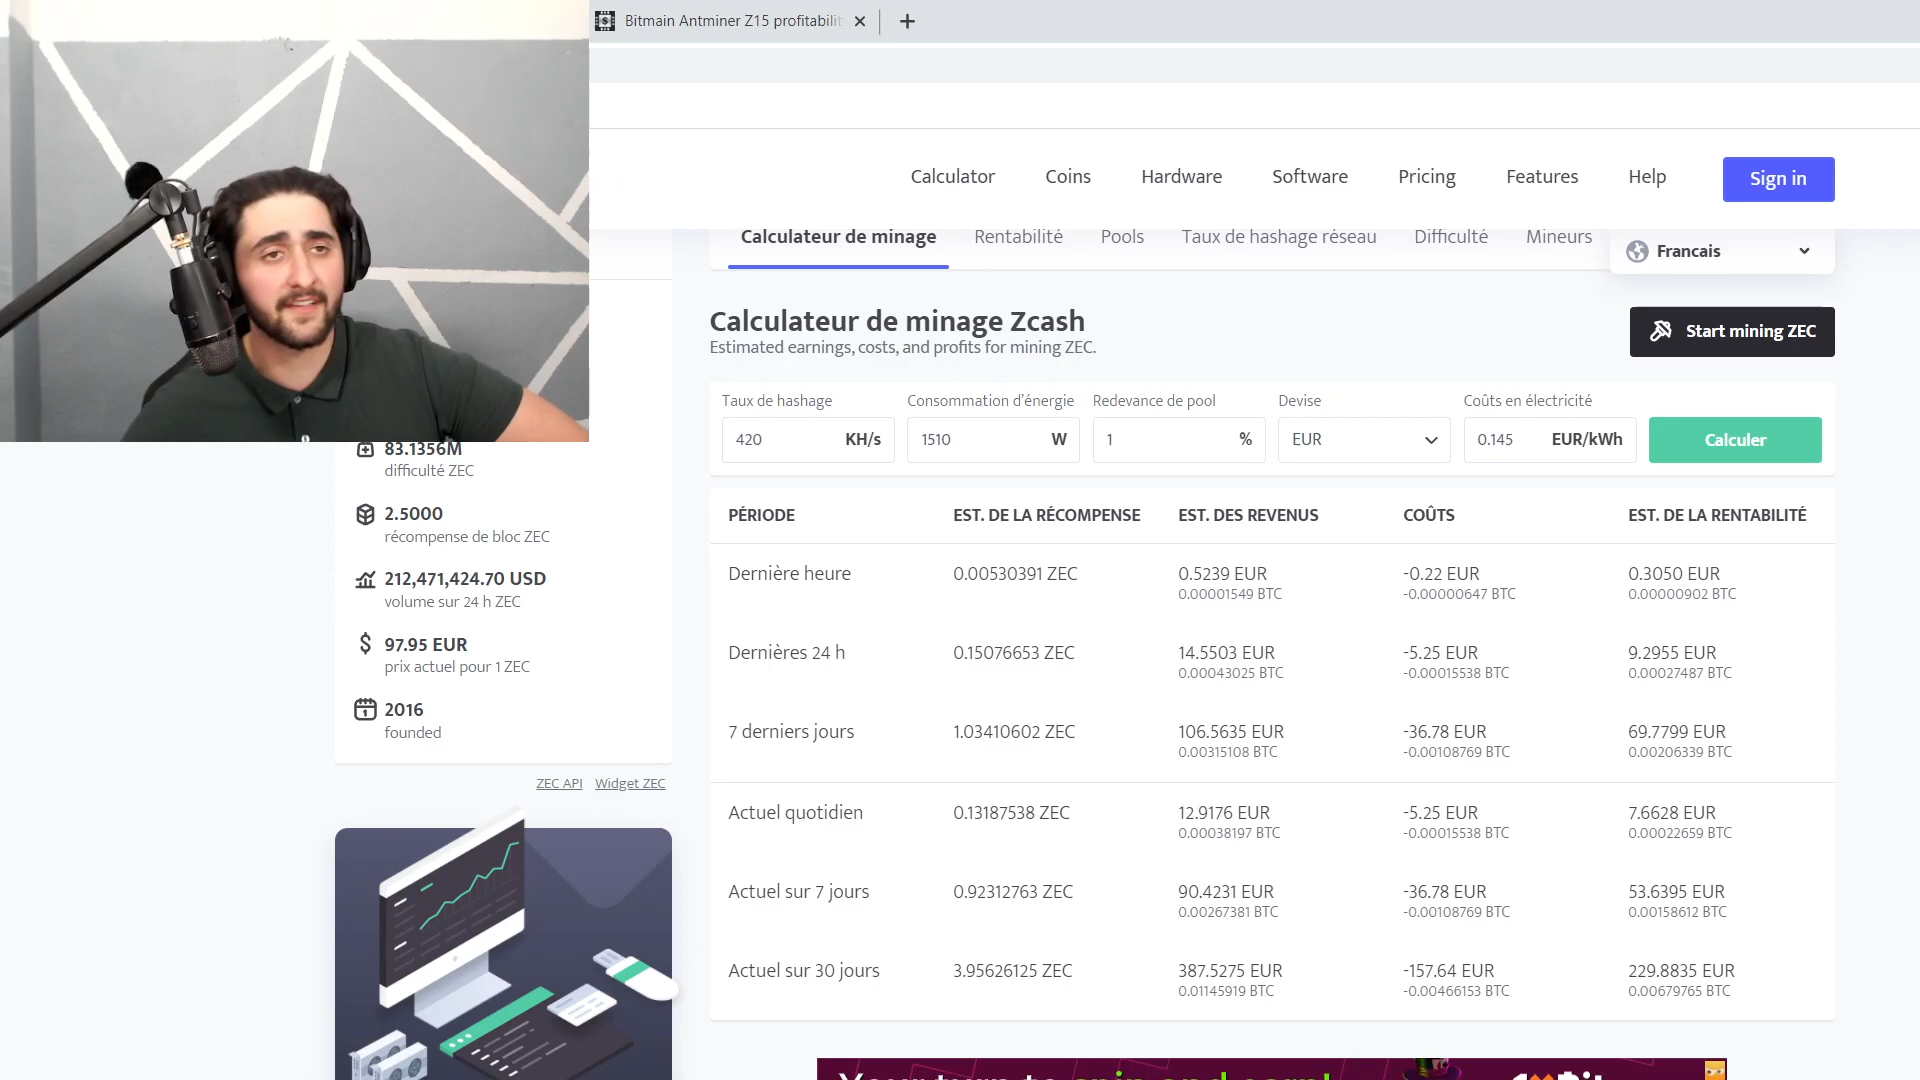 Bitmain Antminer Z15 profitabilit
Calculator Coins Hardware Software Pricing Features Help Sign in
Calculateur de minage Rentabilité Pools Taux de hashage réseau Difficulté Mineurs
Francais
Calculateur de minage Zcash
Estimated earnings, costs, and profits for mining ZEC.
Start mining ZEC
Taux de hashage Consommation d'énergie Redevance de pool Devise Coûts en électricité
420 KH/s 1510 W 1 % EUR 0.145 EUR/kWh Calculer
83.1356M
difficulté ZEC
2.5000
récompense de bloc ZEC
212,471,424.70 USD
volume sur 24 h ZEC
97.95 EUR
prix actuel pour 1 ZEC
2016
founded
ZEC API Widget ZEC
PÉRIODE EST. DE LA RÉCOMPENSE EST. DES REVENUS COÛTS EST. DE LA RENTABILITÉ
Dernière heure 0.00530391 ZEC 0.5239 EUR -0.22 EUR 0.3050 EUR
0.00001549 BTC -0.00000647 BTC 0.00000902 BTC
Dernières 24 h 0.15076653 ZEC 14.5503 EUR -5.25 EUR 9.2955 EUR
0.00043025 BTC -0.00015538 BTC 0.00027487 BTC
7 derniers jours 1.03410602 ZEC 106.5635 EUR -36.78 EUR 69.7799 EUR
0.00315108 BTC -0.00108769 BTC 0.00206339 BTC
Actuel quotidien 0.13187538 ZEC 12.9176 EUR -5.25 EUR 7.6628 EUR
0.00038197 BTC -0.00015538 BTC 0.00022659 BTC
Actuel sur 7 jours 0.92312763 ZEC 90.4231 EUR -36.78 EUR 53.6395 EUR
0.00267381 BTC -0.00108769 BTC 0.00158612 BTC
Actuel sur 30 jours 3.95626125 ZEC 387.5275 EUR -157.64 EUR 229.8835 EUR
0.01145919 BTC -0.00466153 BTC 0.00679765 BTC